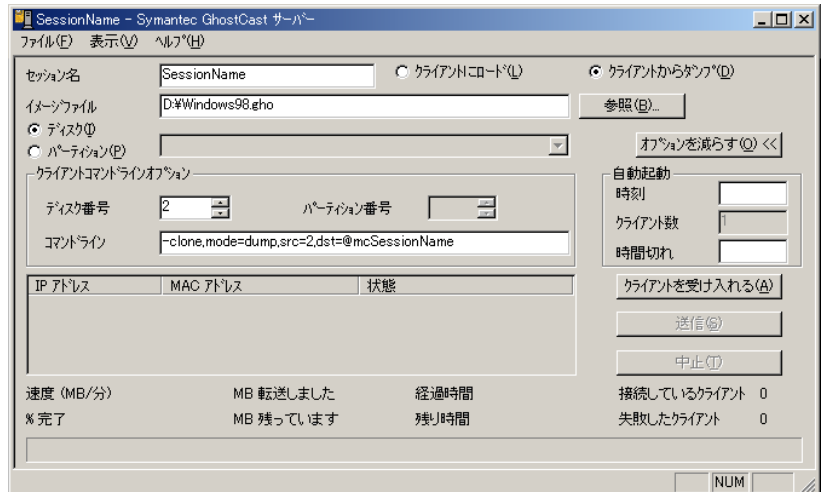 SessionName - Symantec GhostCast サーバー
ファイル(F) 表示(V) ヘルプ(H)
セッション名 SessionName クライアントにロード(L) クライアントからダンプ(D)
イメージファイル D:¥Windows98.gho 参照(B)...
ディスク(I)
パーティション(P) オプションを減らす(O) <<
クライアントコマンドラインオプション 自動起動
時刻
ディスク番号 2 パーティション番号 クライアント数 1
コマンドライン -clone,mode=dump,src=2,dst=@mcSessionName 時間切れ
IP アドレス MAC アドレス 状態 クライアントを受け入れる(A)
送信(S)
中止(T)
速度 (MB/分) MB 転送しました 経過時間 接続しているクライアント 0
% 完了 MB 残っています 残り時間 失敗したクライアント 0
NUM